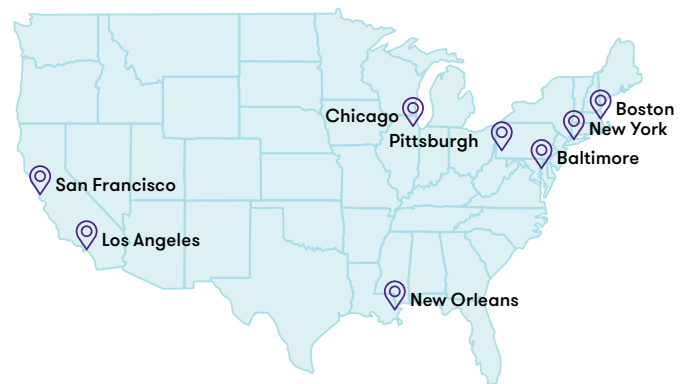 Boston
Chicago
New York
Pittsburgh
Baltimore
San Francisco
Los Angeles
New Orleans